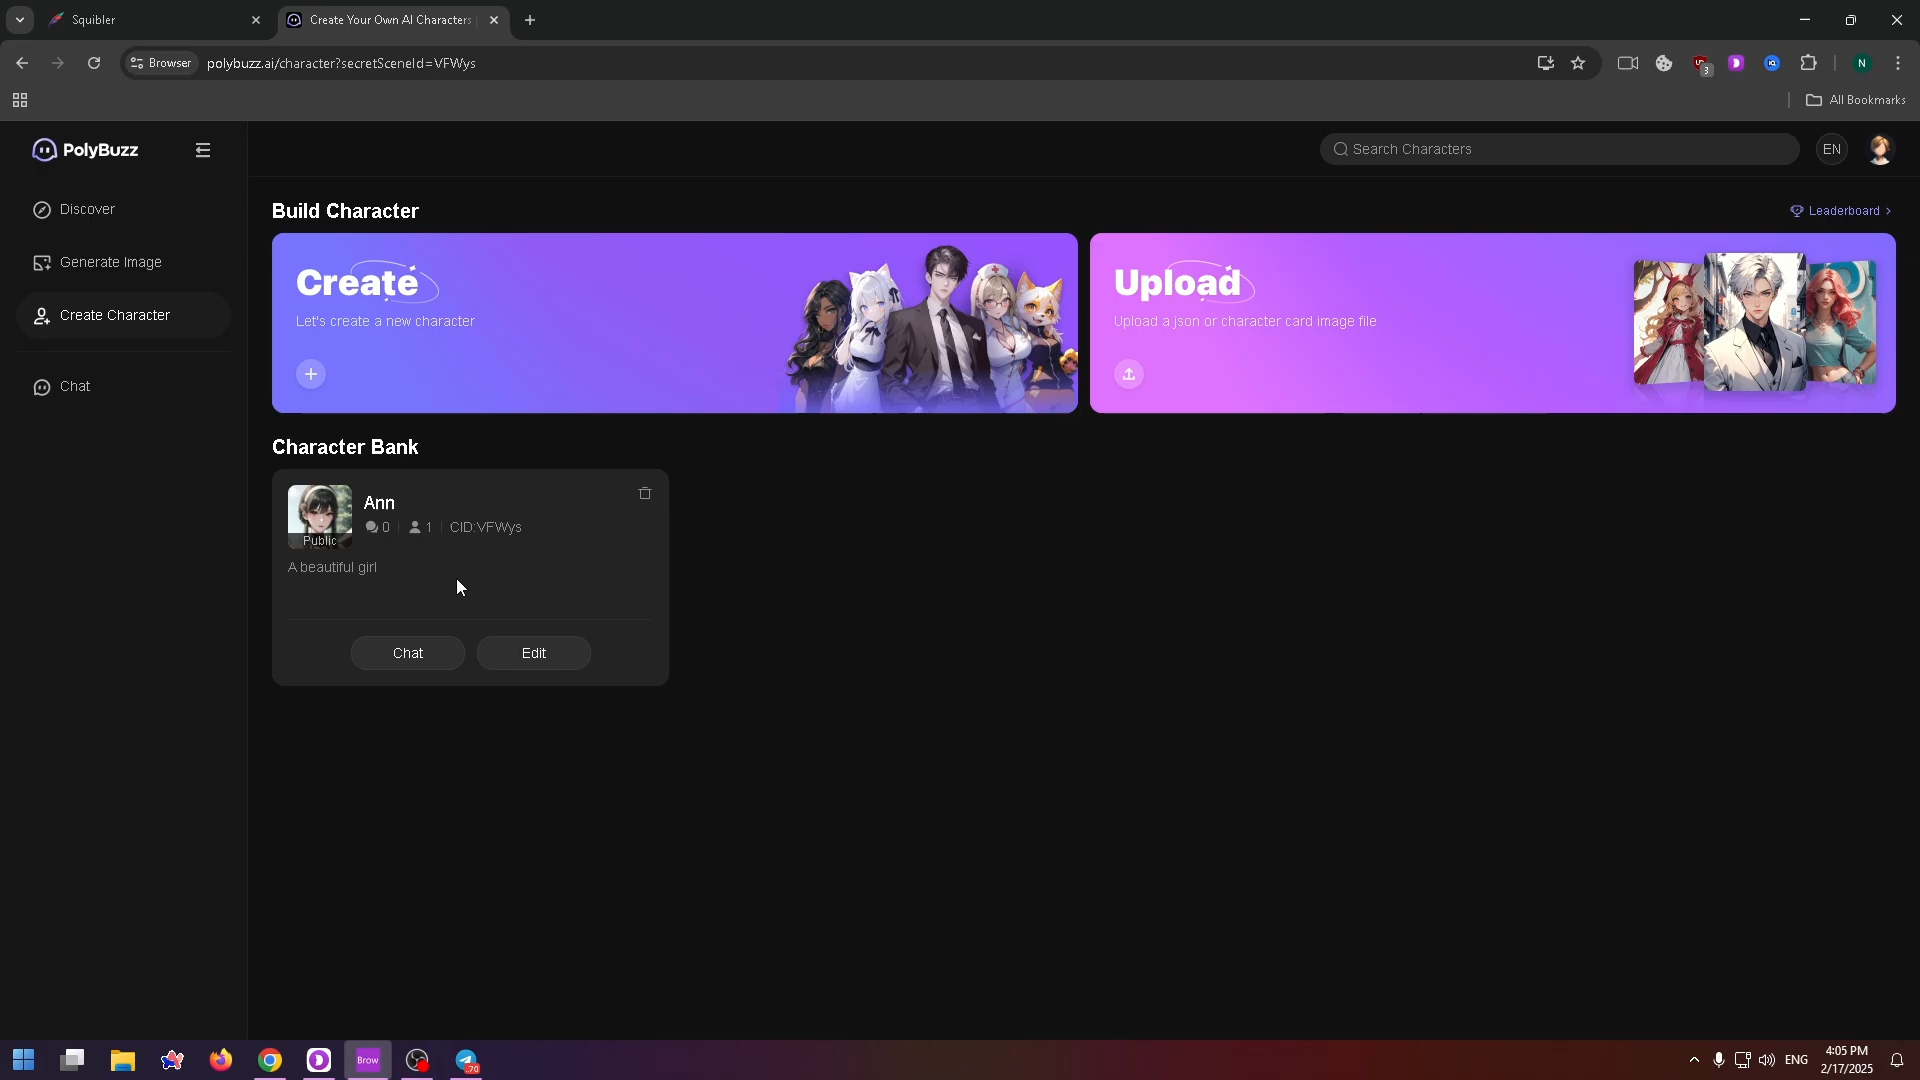 Squibler
Create Your Own AI Characters
Browser
polybuzz.ai/character?secretSceneId=VFWys
3
N
All Bookmarks
PolyBuzz
Search Characters
EN
Discover
Generate Image
Create Character
Chat
Build Character
Leaderboard
Create
Let's create a new character
Upload
Upload a json or character card image file
Character Bank
Ann
0 | 1 | CID:VFWys
Public
A beautiful girl
Chat
Edit
Brow
70
ENG
4:05 PM
2/17/2025